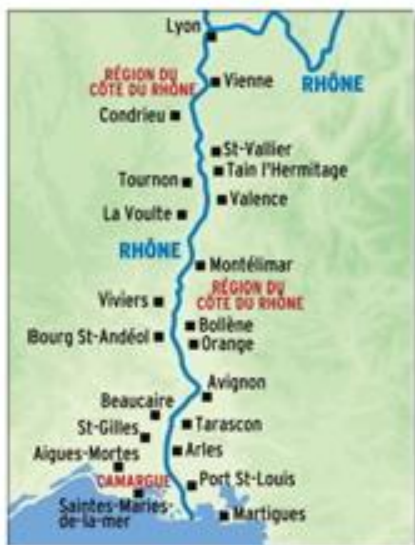 Lyon
RÉGION DU
CÔTE DU RHÔNE
Vienne
RHÔNE
Condrieu
St-Vallier
Tain l'Hermitage
Tournon
Valence
La Voulte
RHÔNE
Montélimar
RÉGION DU
CÔTE DU RHÔNE
Viviers
Bollène
IBourg St-Andéol
Orange
Avignon
Beaucaire
St-Gilles
Tarascon
Aigues-Mortes
Arles
CAMARGUE
Port St-Louis
Saintes-Maries-
de-la-mer
Martigues